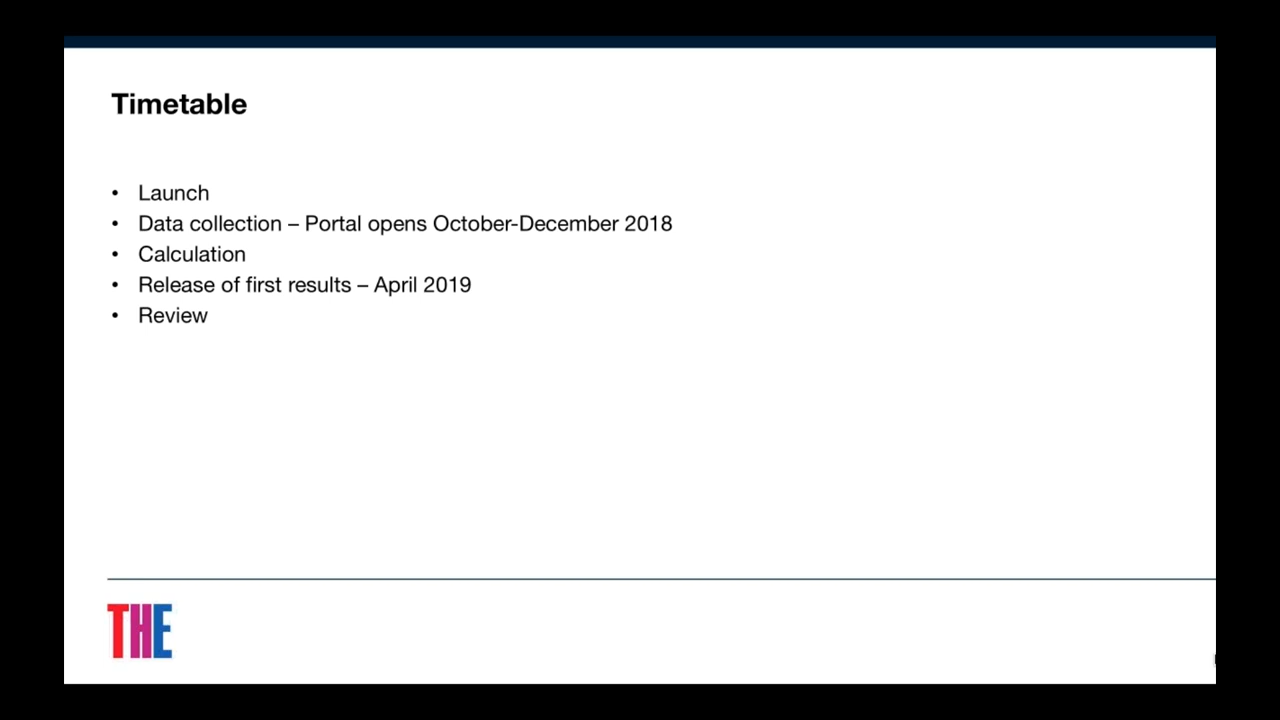 Timetable
• Launch
• Data collection – Portal opens October-December 2018
• Calculation
• Release of first results – April 2019
• Review
THE